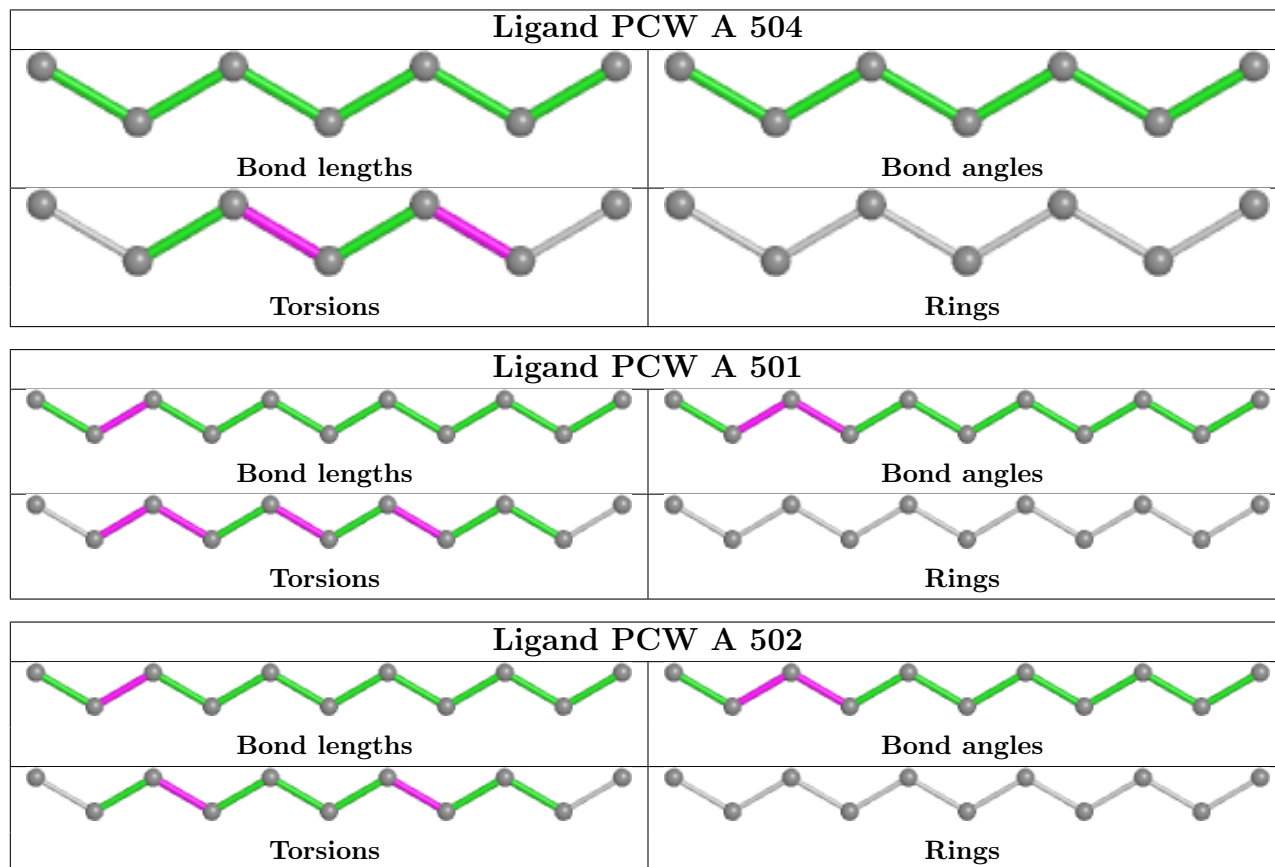 Ligand PCW A 504
Bond lengths Bond angles
Torsions Rings
Ligand PCW A 501
Bond lengths Bond angles
Torsions Rings
Ligand PCW A 502
Bond lengths Bond angles
Torsions Rings